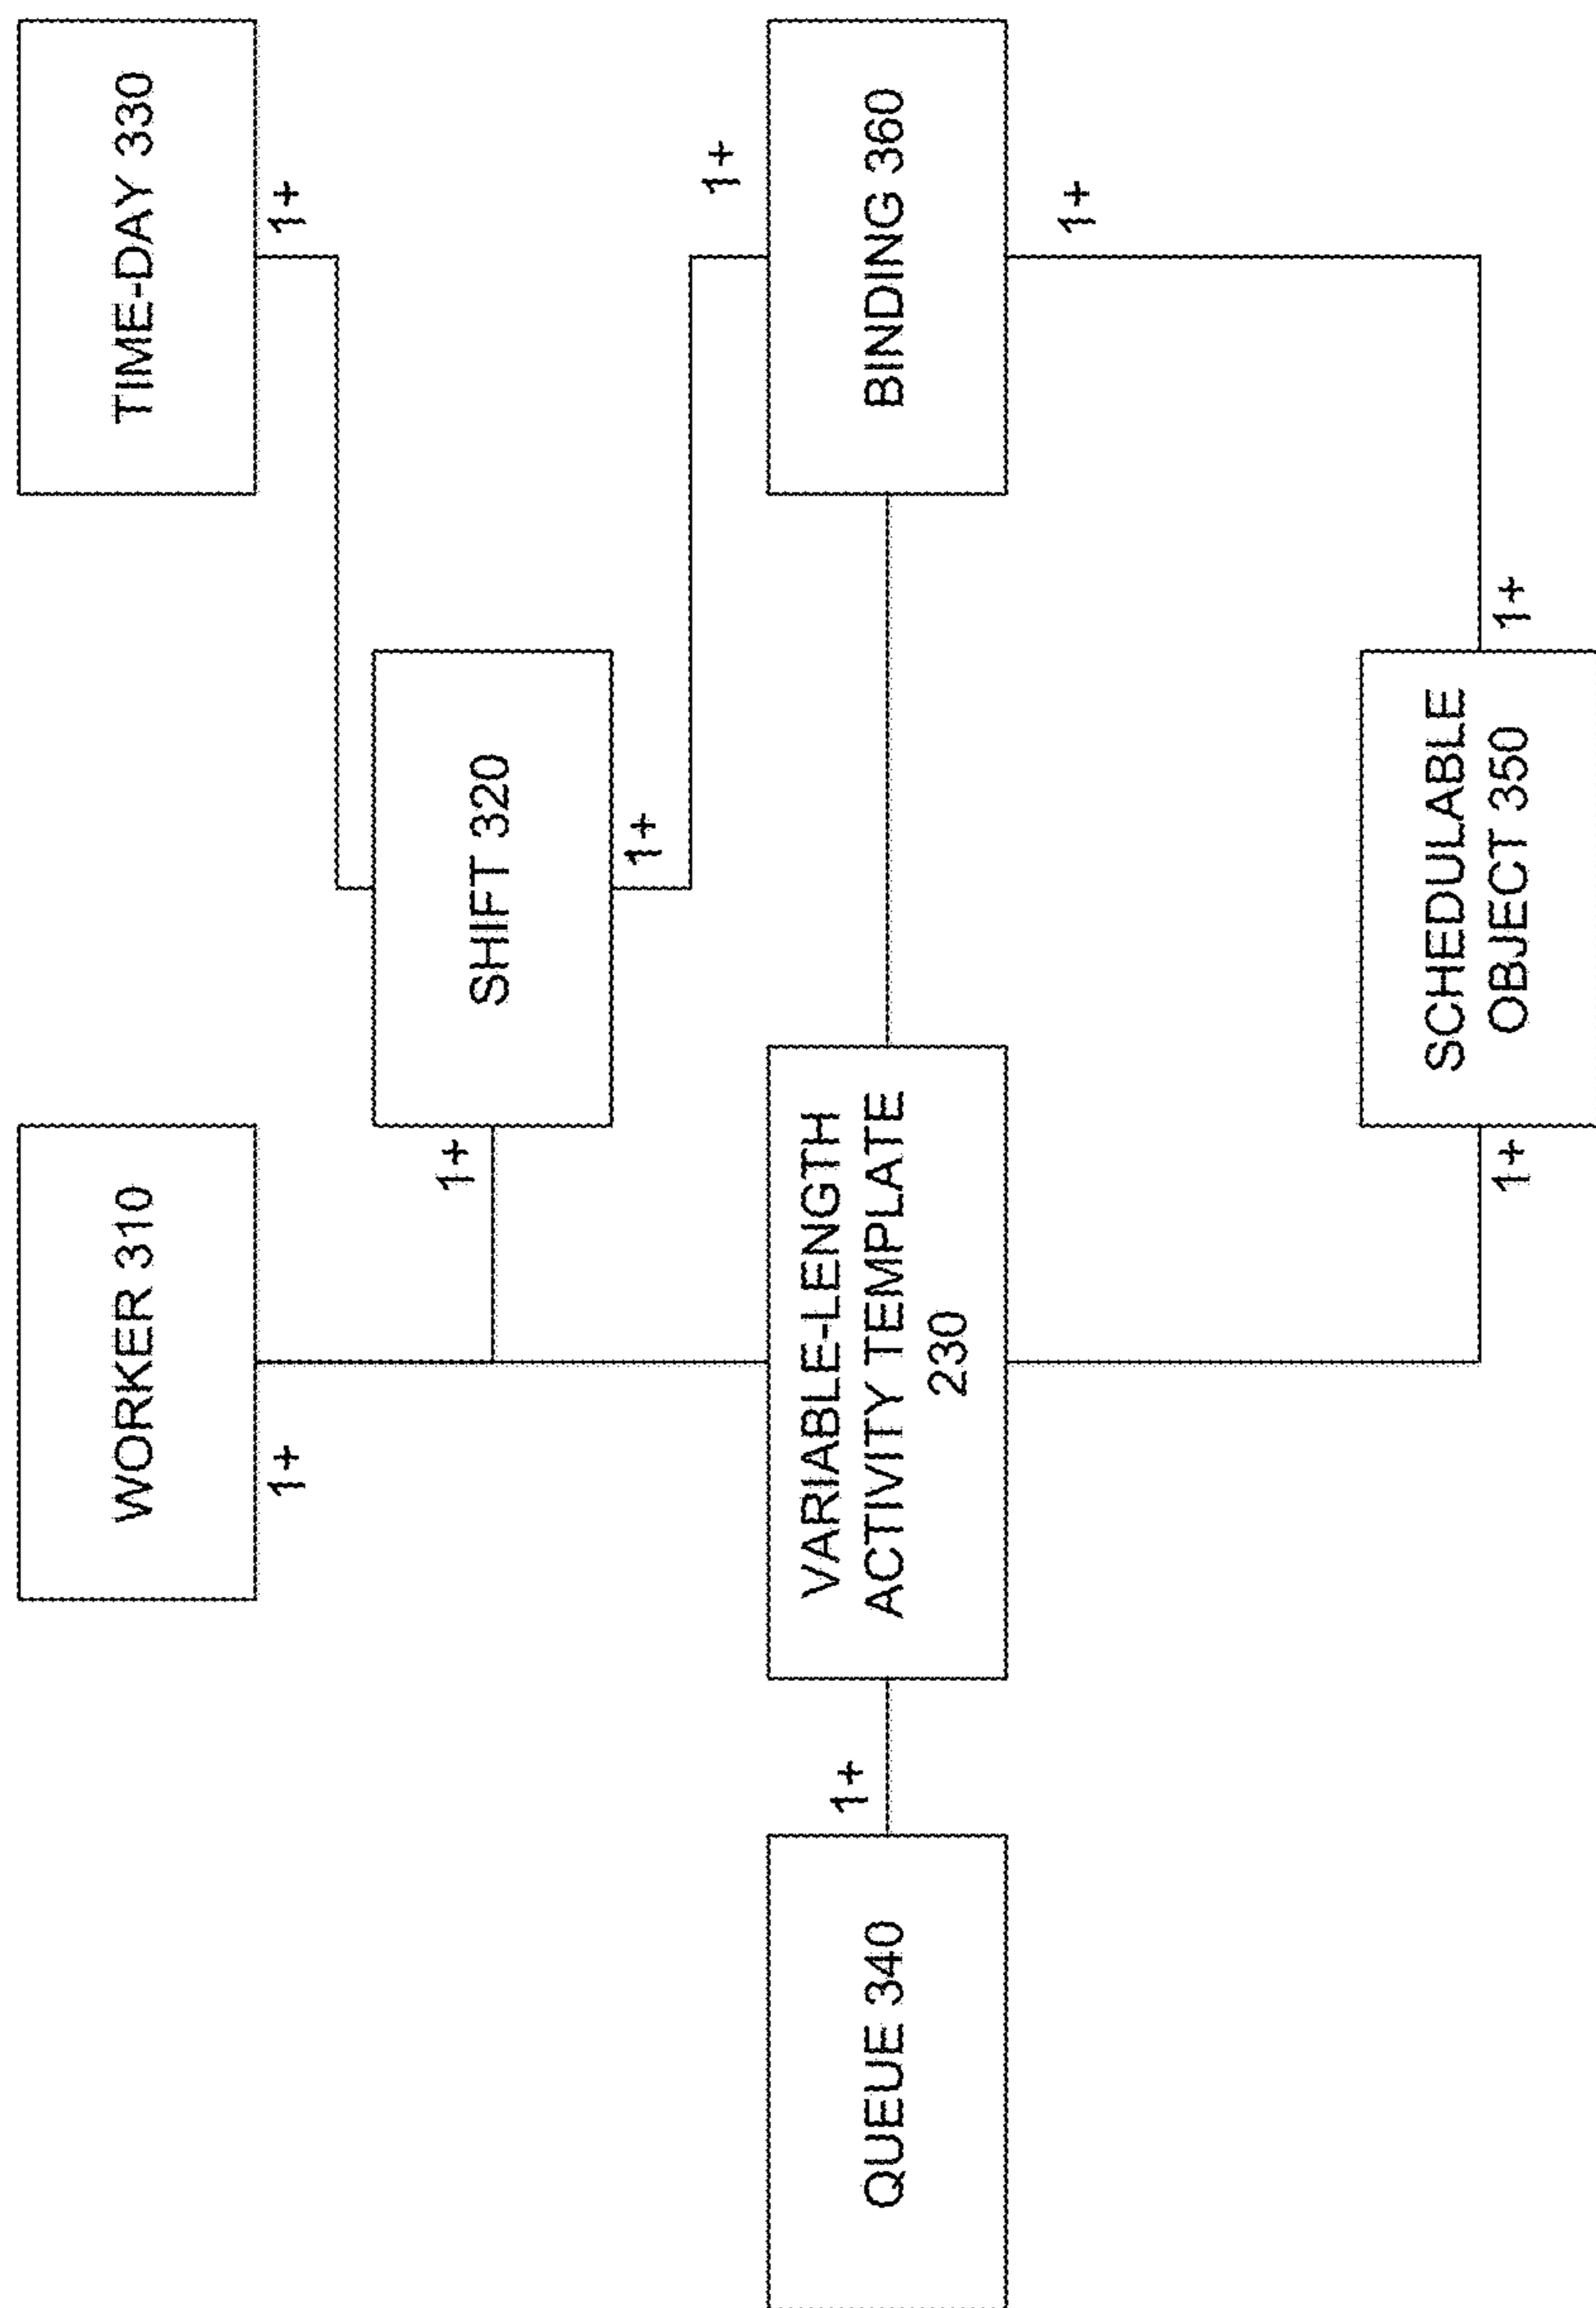 WORKER 310
TIME-DAY 330
1+
1+
1+
SHIFT 320
1+
1+
QUEUE 340
1+
VARIABLE-LENGTH
ACTIVITY TEMPLATE
230
BINDING 360
1+
1+
SCHEDULABLE
OBJECT 350
1+